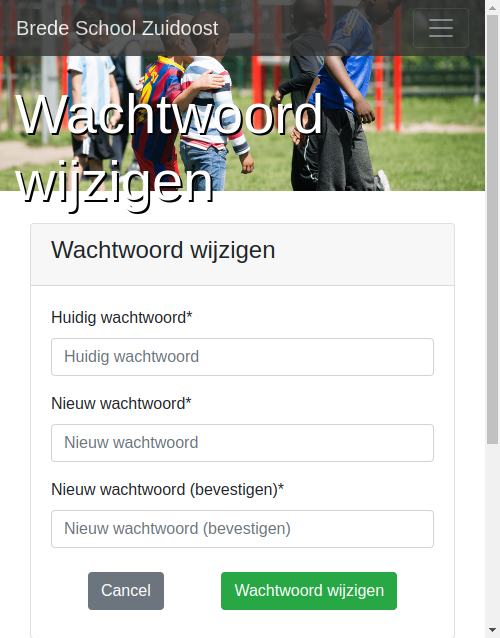 Brede School Zuidoost
Wachtwoord
wijzigen
Wachtwoord wijzigen
Huidig wachtwoord*
Huidig wachtwoord
Nieuw wachtwoord*
Nieuw wachtwoord
Nieuw wachtwoord (bevestigen)*
Nieuw wachtwoord (bevestigen)
Cancel
Wachtwoord wijzigen